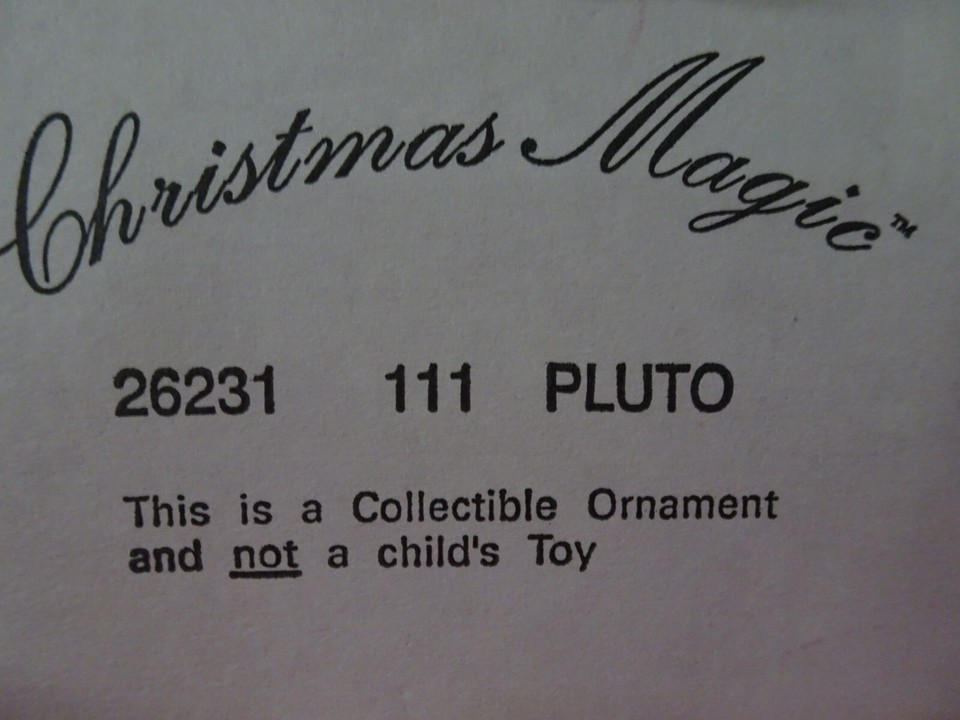 Christmas Magic™
26231 111 PLUTO
This is a Collectible Ornament
and not a child's Toy